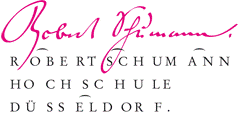 Robert Schumann.
ROBERT SCHUMANN
HOCHSCHULE
DÜSSELDORF.